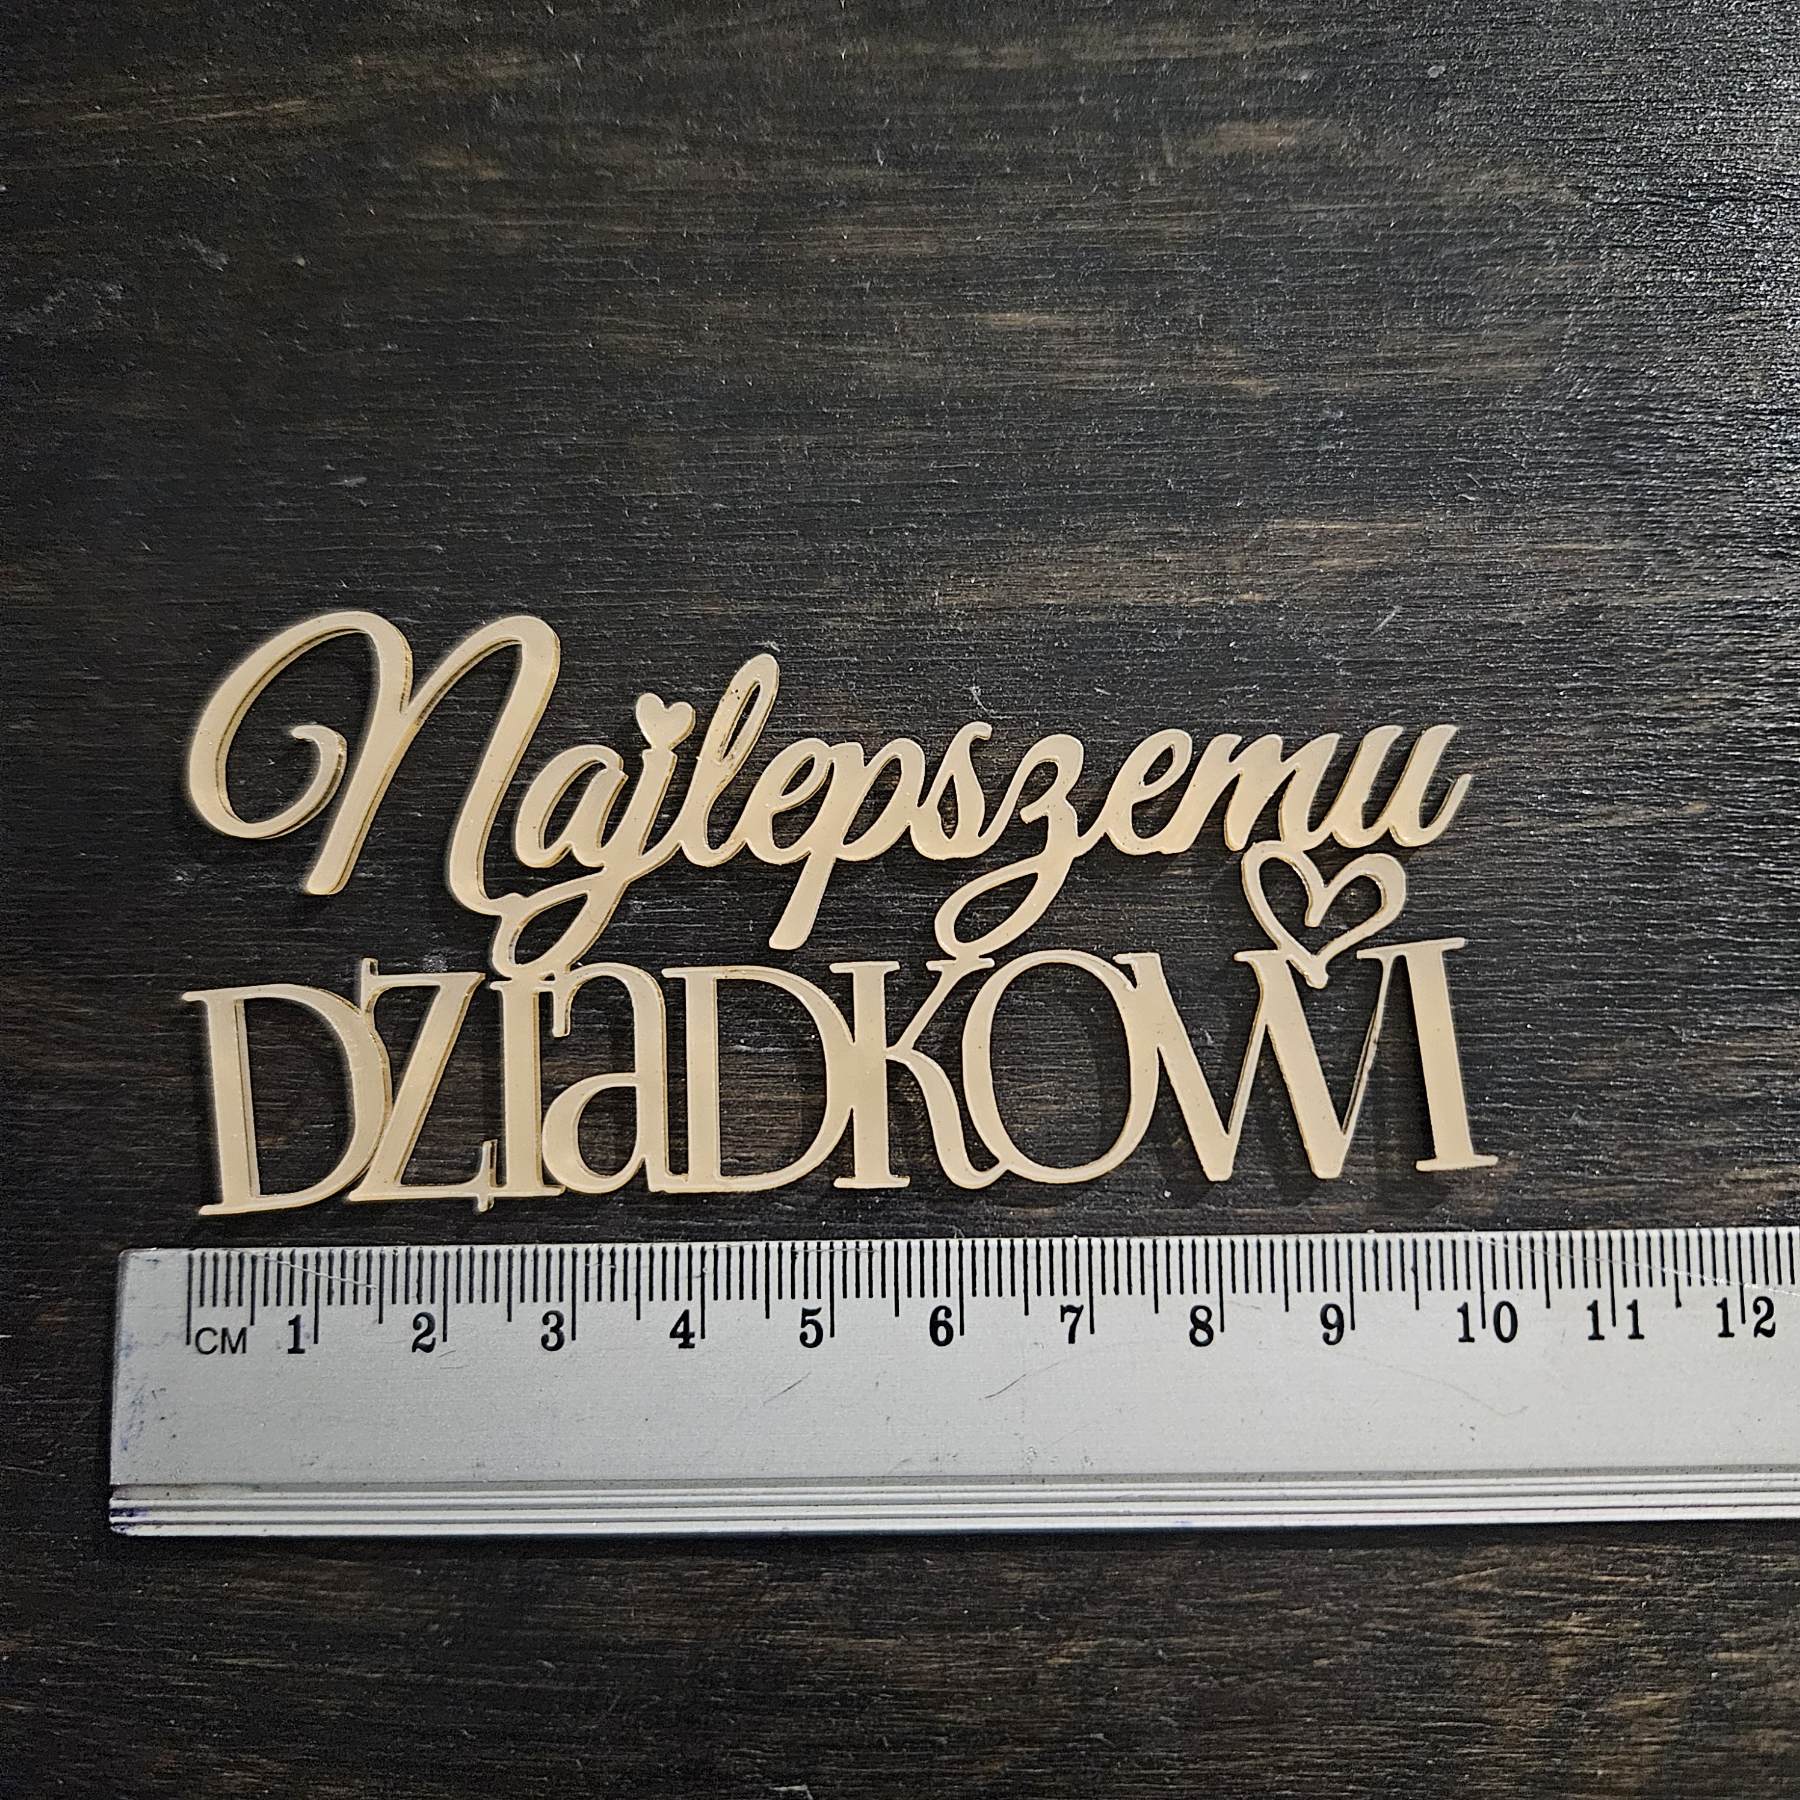 Najlepszemu
DZIaDKOWI
CM 1 2 3 4 5 6 7 8 9 10 11 12